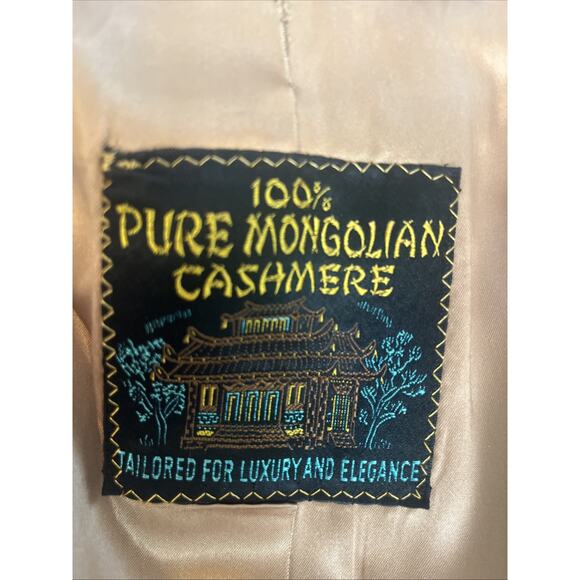 100%
PURE MONGOLIAN
CASHMERE
TAILORED FOR LUXURY AND ELEGANCE